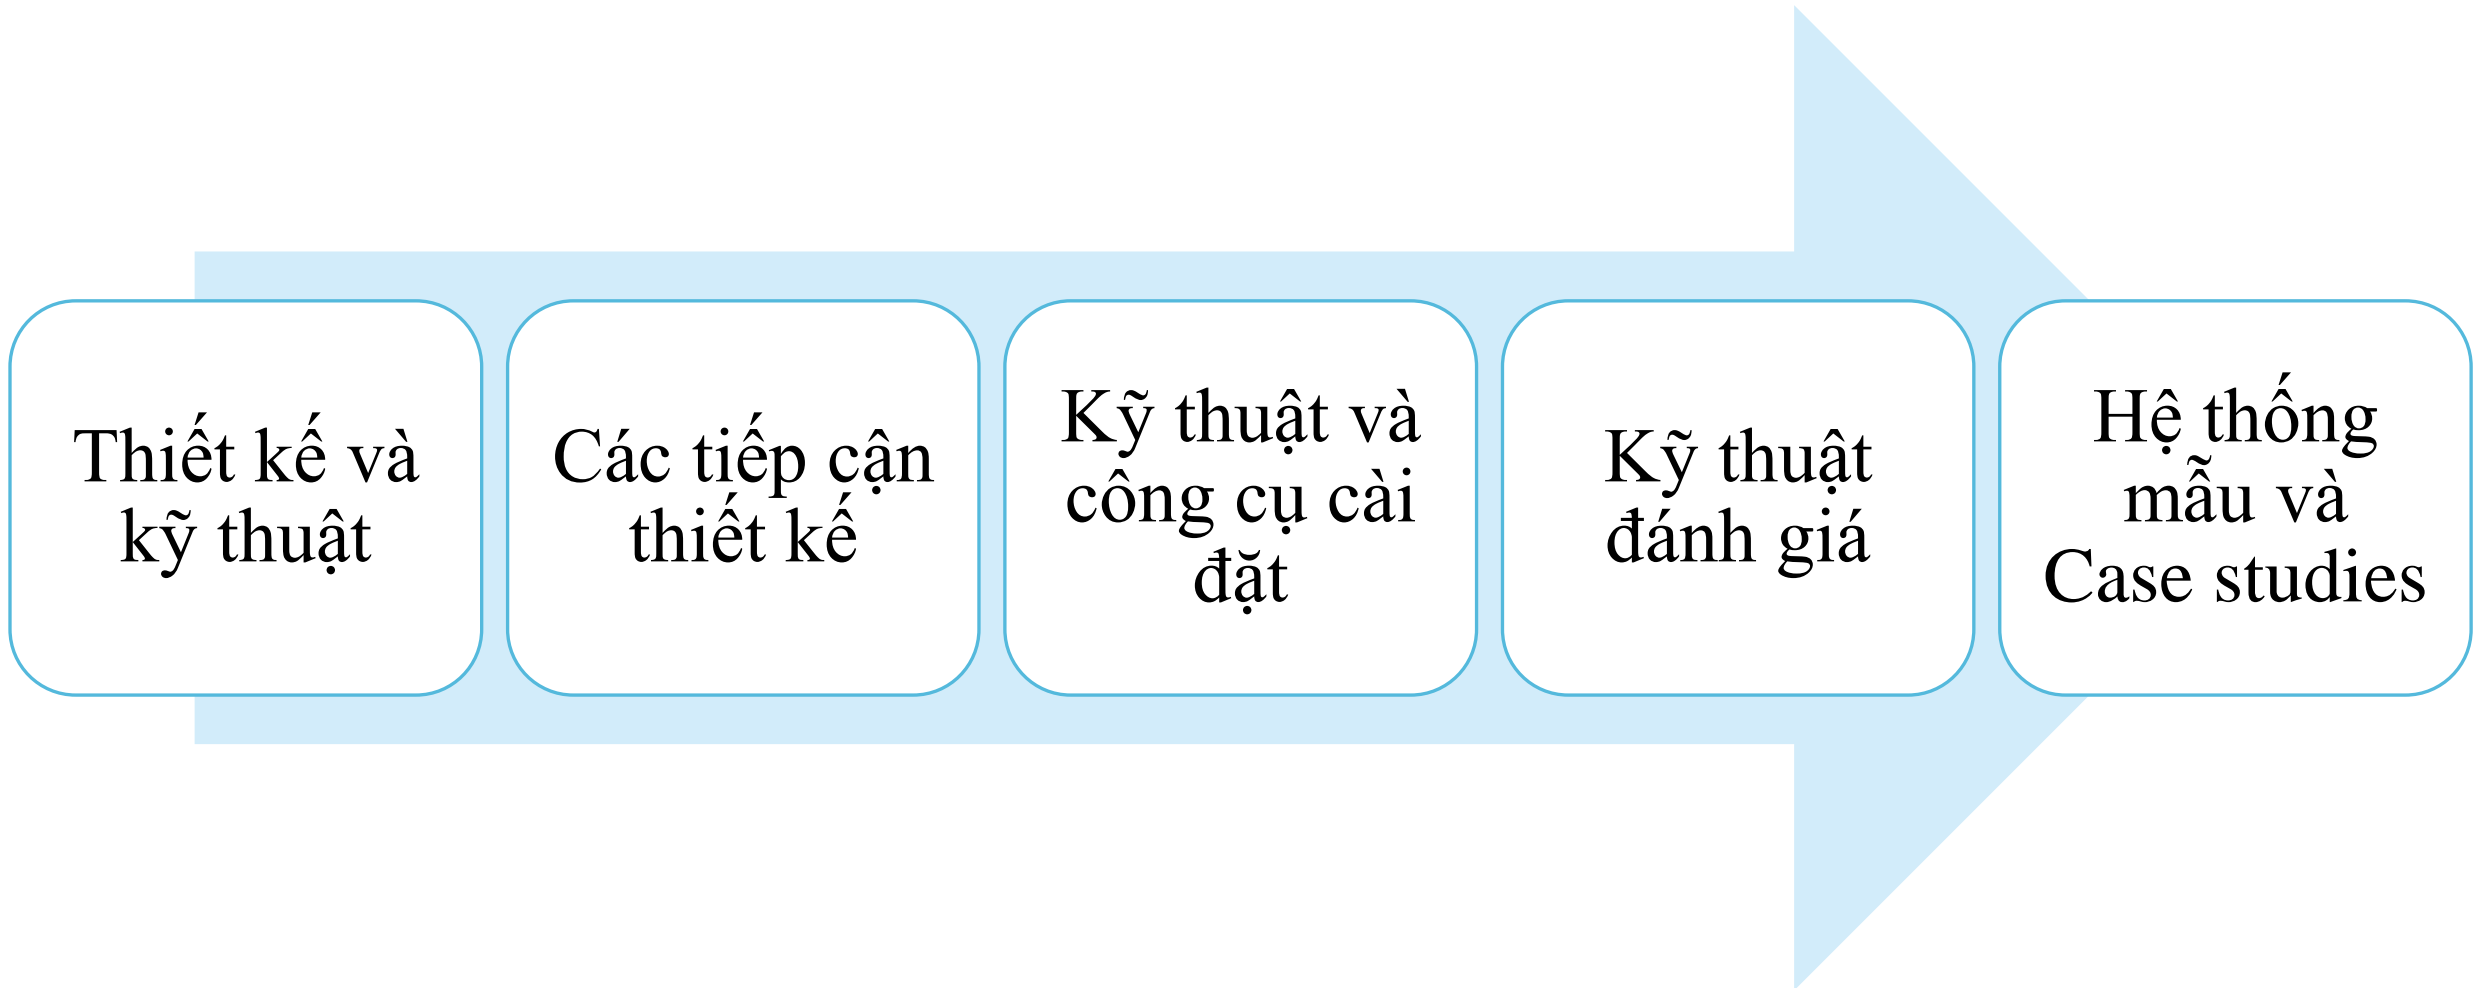 Thiết kế và
kỹ thuật
Các tiếp cận
thiết kế
Kỹ thuật và
công cụ cài
đặt
Kỹ thuật
đánh giá
Hệ thống
mẫu và
Case studies